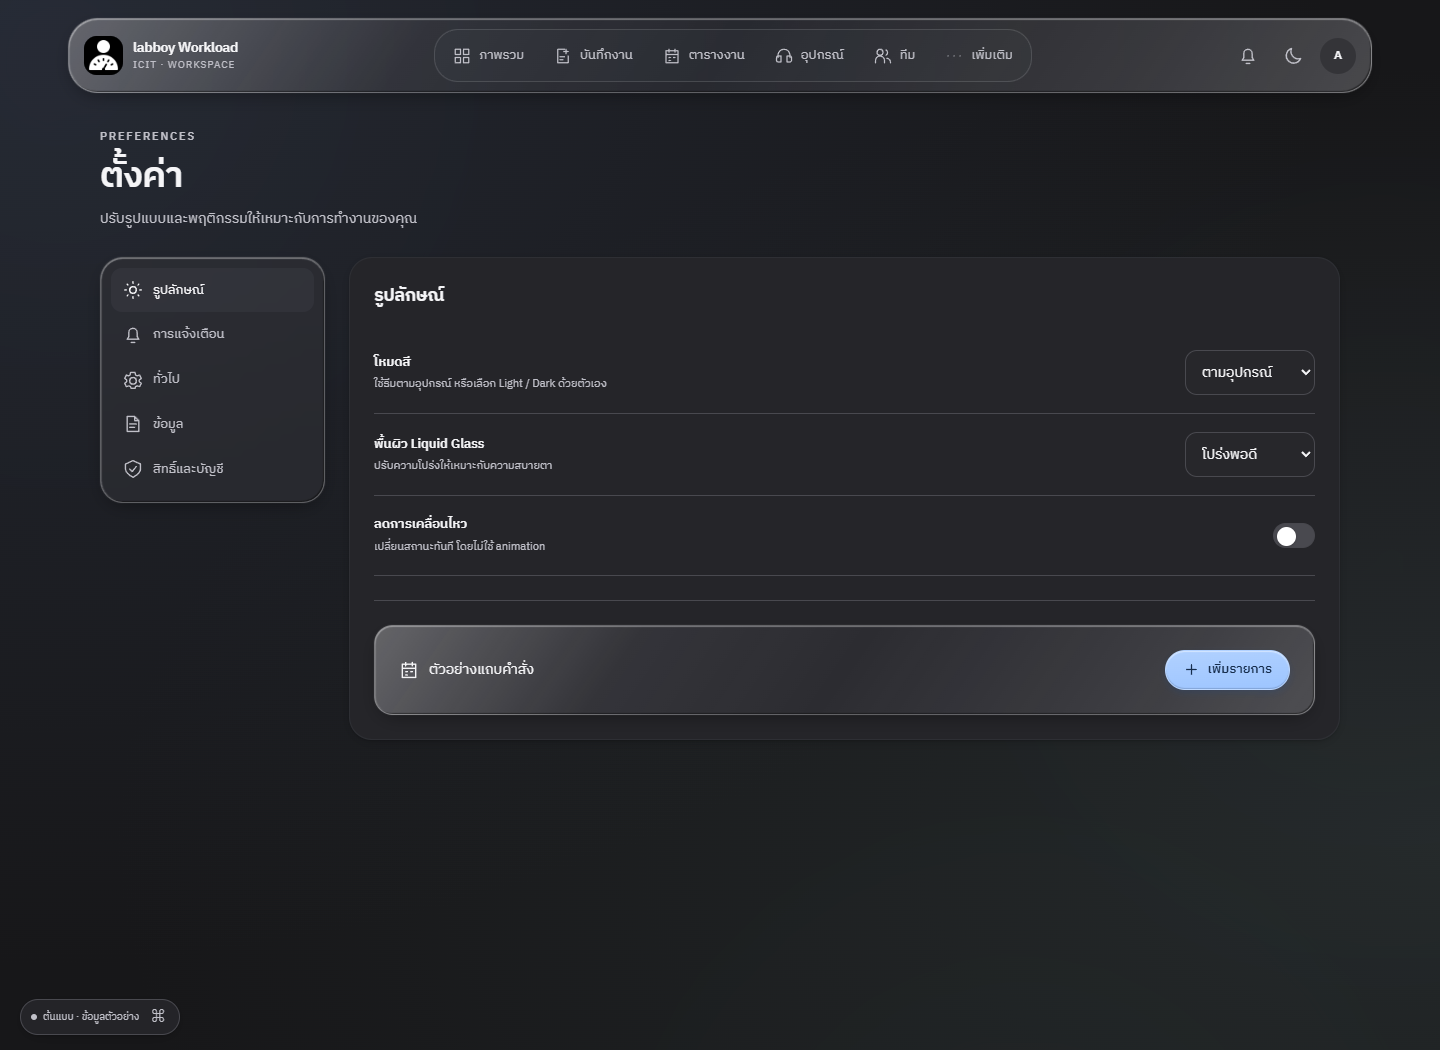 labboy Workload
ICIT · WORKSPACE
ภาพรวม
บันทึกงาน
ตารางงาน
อุปกรณ์
ทีม
··· เพิ่มเติม
A
PREFERENCES
ตั้งค่า
ปรับรูปแบบและพฤติกรรมให้เหมาะกับการทำงานของคุณ
รูปลักษณ์
การแจ้งเตือน
ทั่วไป
ข้อมูล
สิทธิ์และบัญชี
รูปลักษณ์
โหมดสี
ใช้ธีมตามอุปกรณ์ หรือเลือก Light / Dark ด้วยตัวเอง
ตามอุปกรณ์
พื้นผิว Liquid Glass
ปรับความโปร่งให้เหมาะกับความสบายตา
โปร่งพอดี
ลดการเคลื่อนไหว
เปลี่ยนสถานะทันที โดยไม่ใช้ animation
ตัวอย่างแถบคำสั่ง
เพิ่มรายการ
ต้นแบบ · ข้อมูลตัวอย่าง ⌘